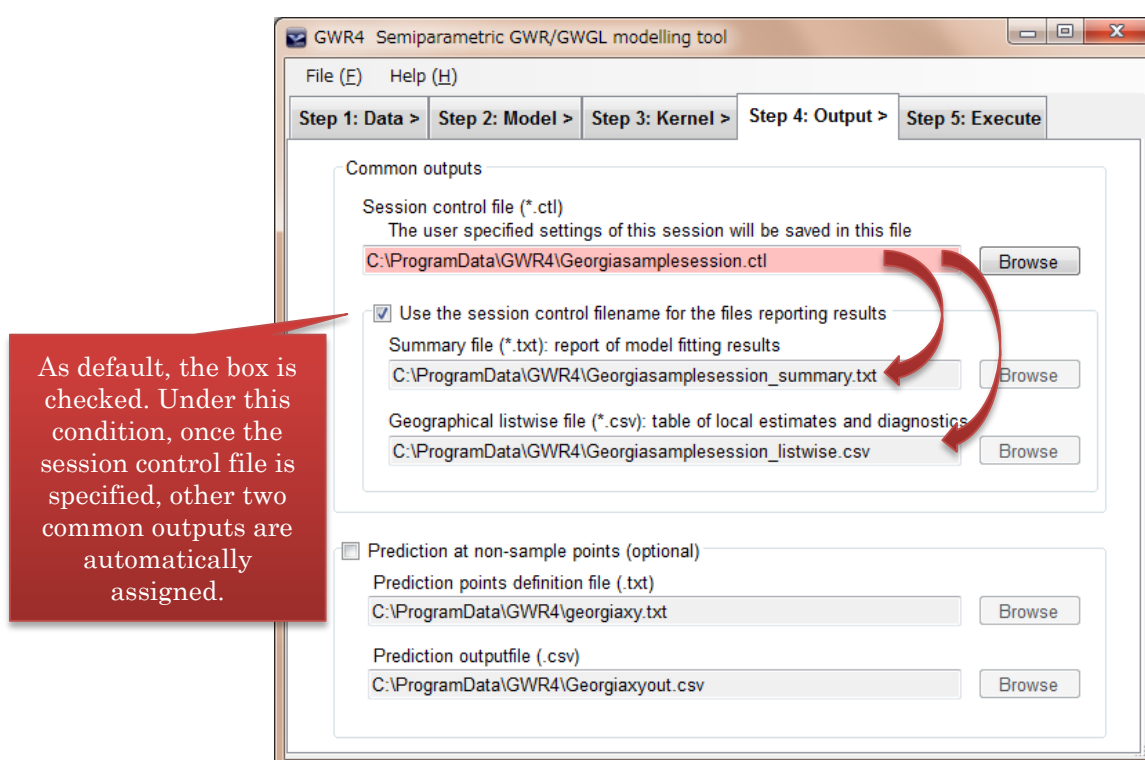 GWR4 Semiparametric GWR/GWGL modelling tool
File (F) Help (H)
Step 1: Data > Step 2: Model > Step 3: Kernel > Step 4: Output > Step 5: Execute
Common outputs
Session control file (*.ctl)
The user specified settings of this session will be saved in this file
C:\ProgramData\GWR4\Georgiasamplesession.ctl Browse
Use the session control filename for the files reporting results
Summary file (*.txt): report of model fitting results
C:\ProgramData\GWR4\Georgiasamplesession_summary.txt Browse
Geographical listwise file (*.csv): table of local estimates and diagnostics
C:\ProgramData\GWR4\Georgiasamplesession_listwise.csv Browse
As default, the box is
checked. Under this
condition, once the
session control file is
specified, other two
common outputs are
automatically
assigned.
Prediction at non-sample points (optional)
Prediction points definition file (.txt)
C:\ProgramData\GWR4\georgiaxy.txt Browse
Prediction outputfile (.csv)
C:\ProgramData\GWR4\Georgiaxyout.csv Browse